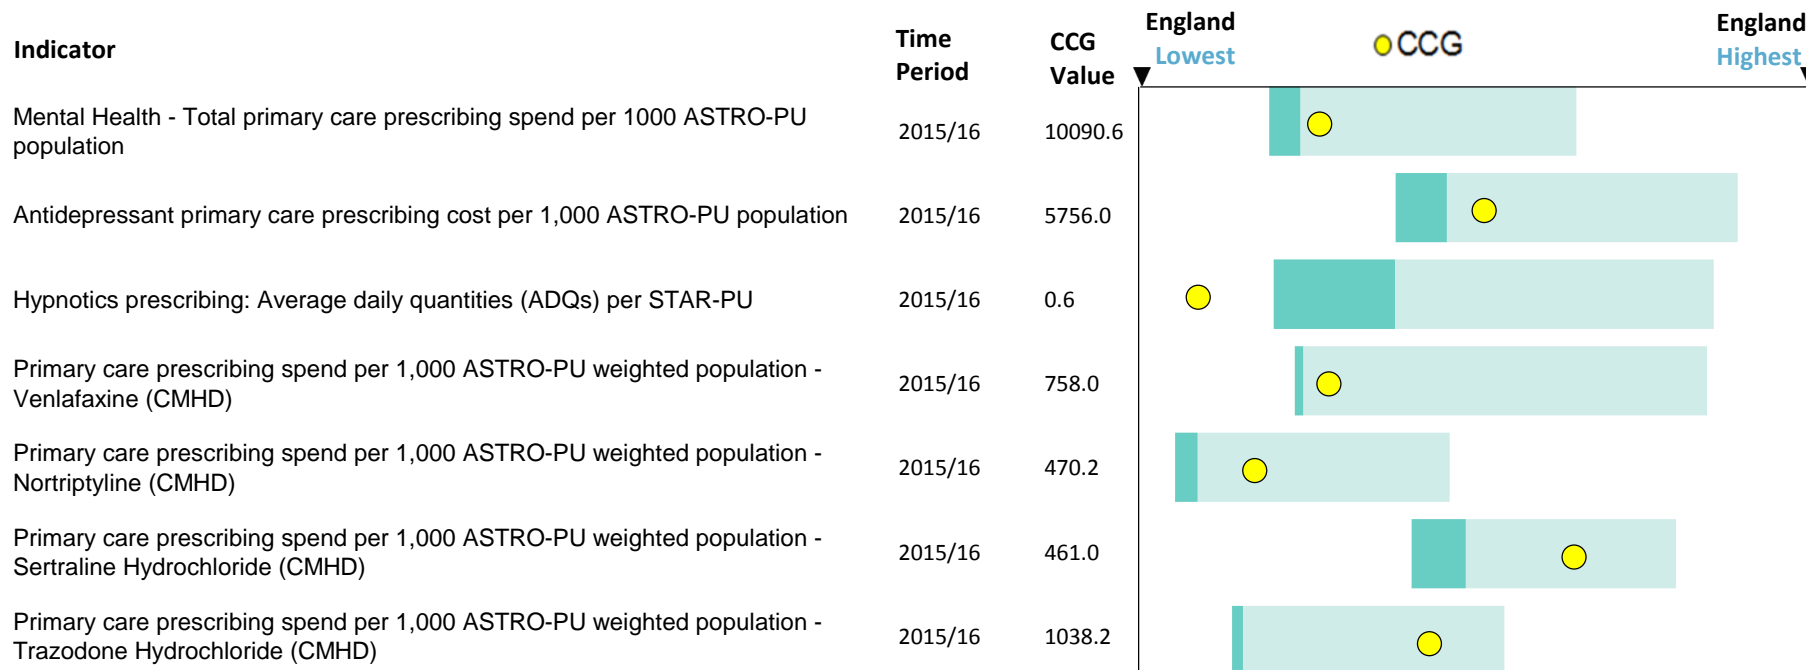 Indicator
Time
Period
CCG
Value
England
Lowest
CCG
England
Highest
Mental Health - Total primary care prescribing spend per 1000 ASTRO-PU
population
2015/16
10090.6
Antidepressant primary care prescribing cost per 1,000 ASTRO-PU population
2015/16
5756.0
Hypnotics prescribing: Average daily quantities (ADQs) per STAR-PU
2015/16
0.6
Primary care prescribing spend per 1,000 ASTRO-PU weighted population -
Venlafaxine (CMHD)
2015/16
758.0
Primary care prescribing spend per 1,000 ASTRO-PU weighted population -
Nortriptyline (CMHD)
2015/16
470.2
Primary care prescribing spend per 1,000 ASTRO-PU weighted population -
Sertraline Hydrochloride (CMHD)
2015/16
461.0
Primary care prescribing spend per 1,000 ASTRO-PU weighted population -
Trazodone Hydrochloride (CMHD)
2015/16
1038.2